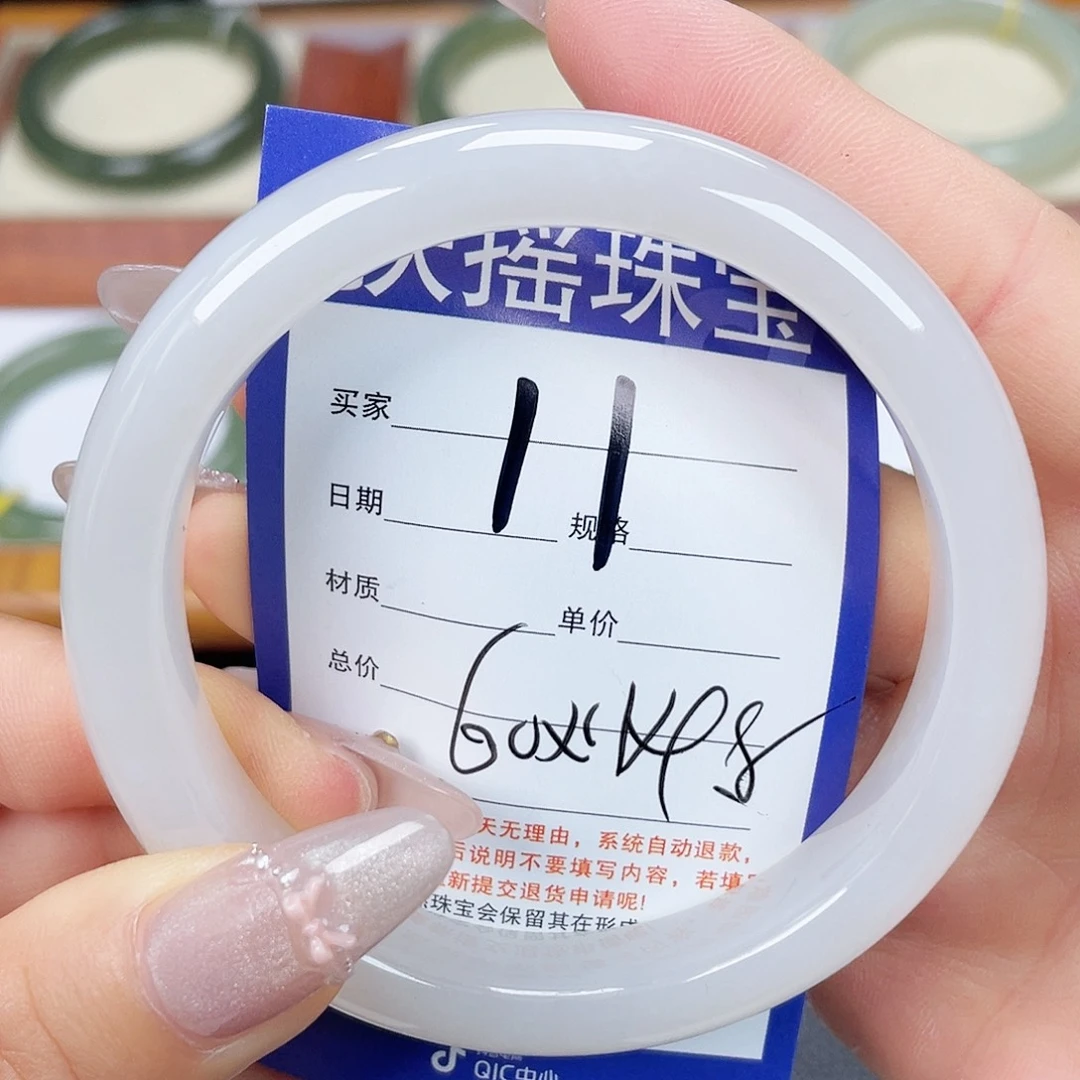 摇珠宝
买家
11
日期 规格
材质 单价
总价
天无理由，系统自动退款，
后说明不要填写内容，若填
新提交退货申请呢!
珠宝会保留其在形
QIC中心